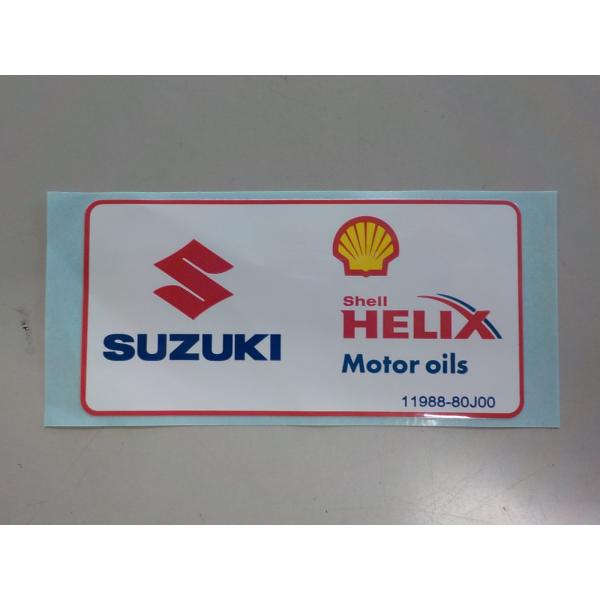 SUZUKI
Shell
HELIX
Motor oils
11988-80J00